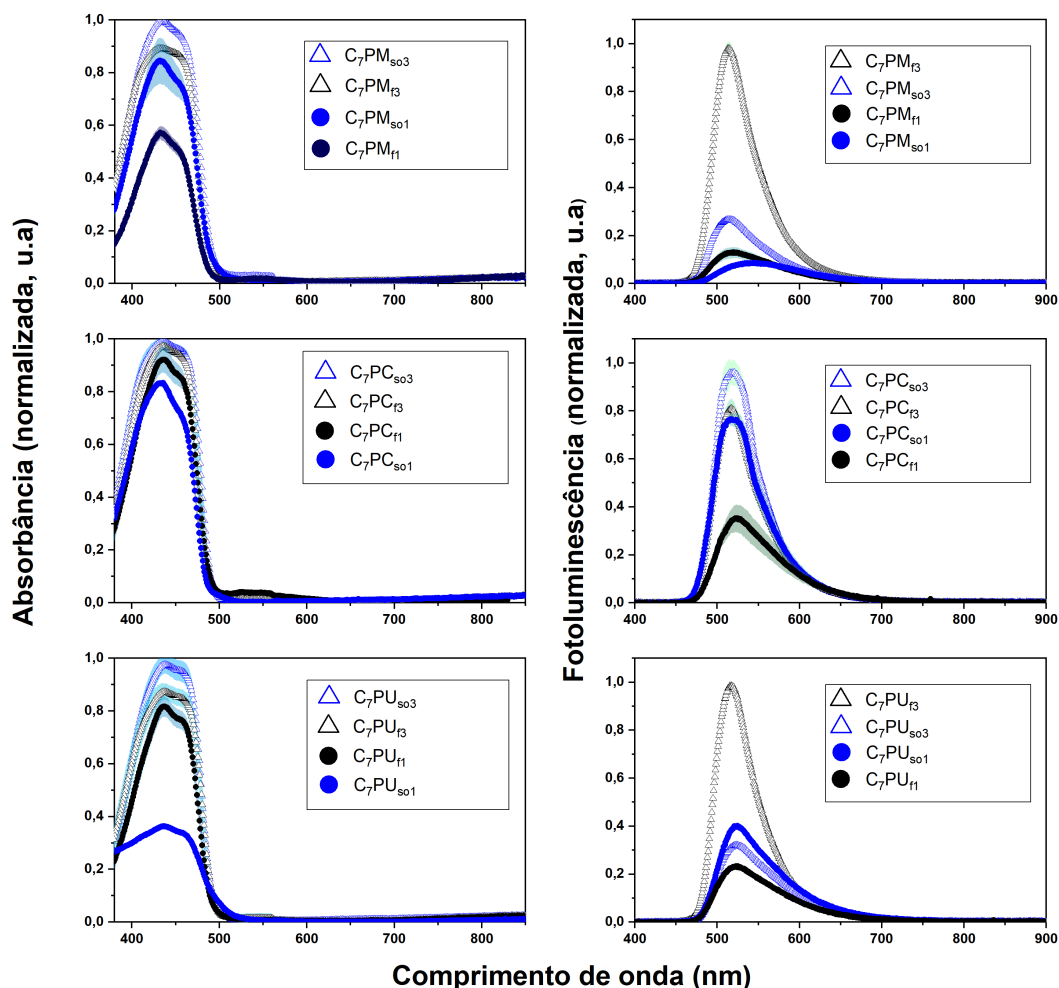 Absorbância (normalizada, u.a)
1,0
0,8
0,6
0,4
0,2
0,0
400
500
600
700
800
C₇PMso3
C₇PMf3
C₇PMso1
C₇PMf1
1,0
0,8
0,6
0,4
0,2
0,0
400
500
600
700
800
900
C₇PMf3
C₇PMso3
C₇PMf1
C₇PMso1
1,0
0,8
0,6
0,4
0,2
0,0
400
500
600
700
800
C₇PCso3
C₇PCf3
C₇PCf1
C₇PCso1
Fotoluminescência (normalizada, u.a)
1,0
0,8
0,6
0,4
0,2
0,0
400
500
600
700
800
900
C₇PCso3
C₇PCf3
C₇PCso1
C₇PCf1
1,0
0,8
0,6
0,4
0,2
0,0
400
500
600
700
800
C₇PUso3
C₇PUf3
C₇PUf1
C₇PUso1
1,0
0,8
0,6
0,4
0,2
0,0
400
500
600
700
800
900
C₇PUf3
C₇PUso3
C₇PUso1
C₇PUf1
Comprimento de onda (nm)